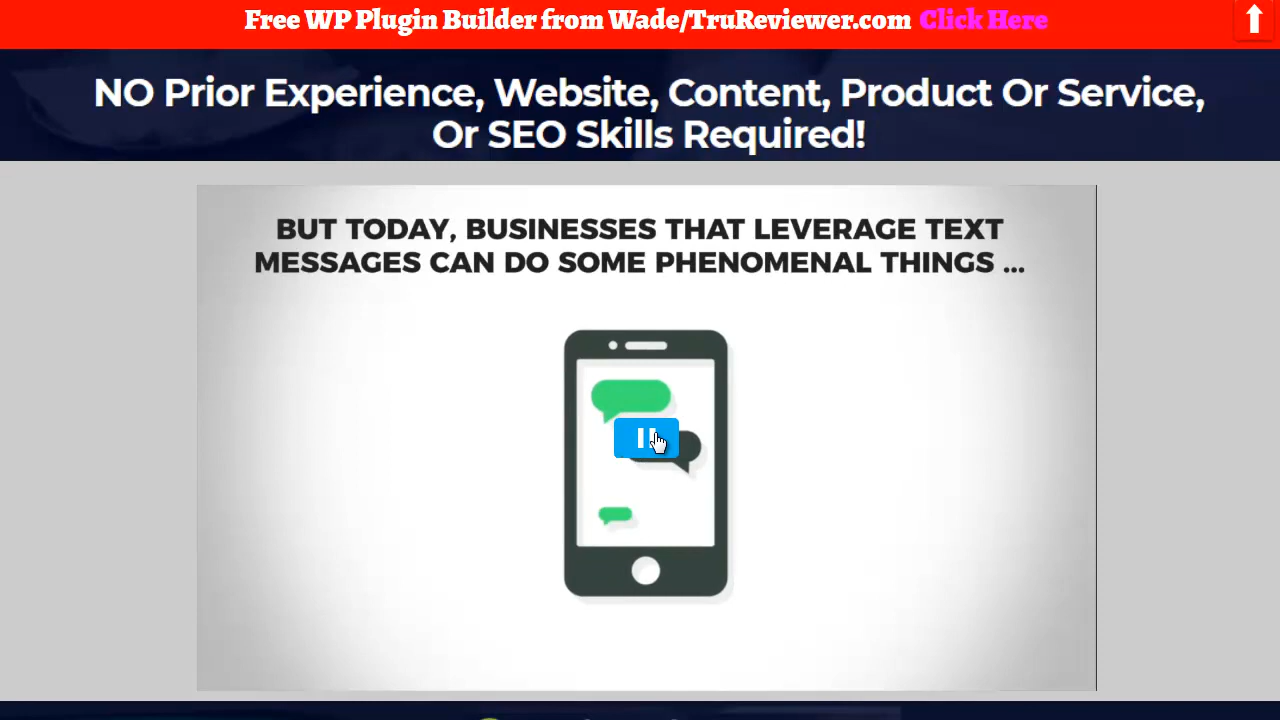 Free WP Plugin Builder from Wade/TruReviewer.com Click Here
NO Prior Experience, Website, Content, Product Or Service,
Or SEO Skills Required!
BUT TODAY, BUSINESSES THAT LEVERAGE TEXT
MESSAGES CAN DO SOME PHENOMENAL THINGS ...